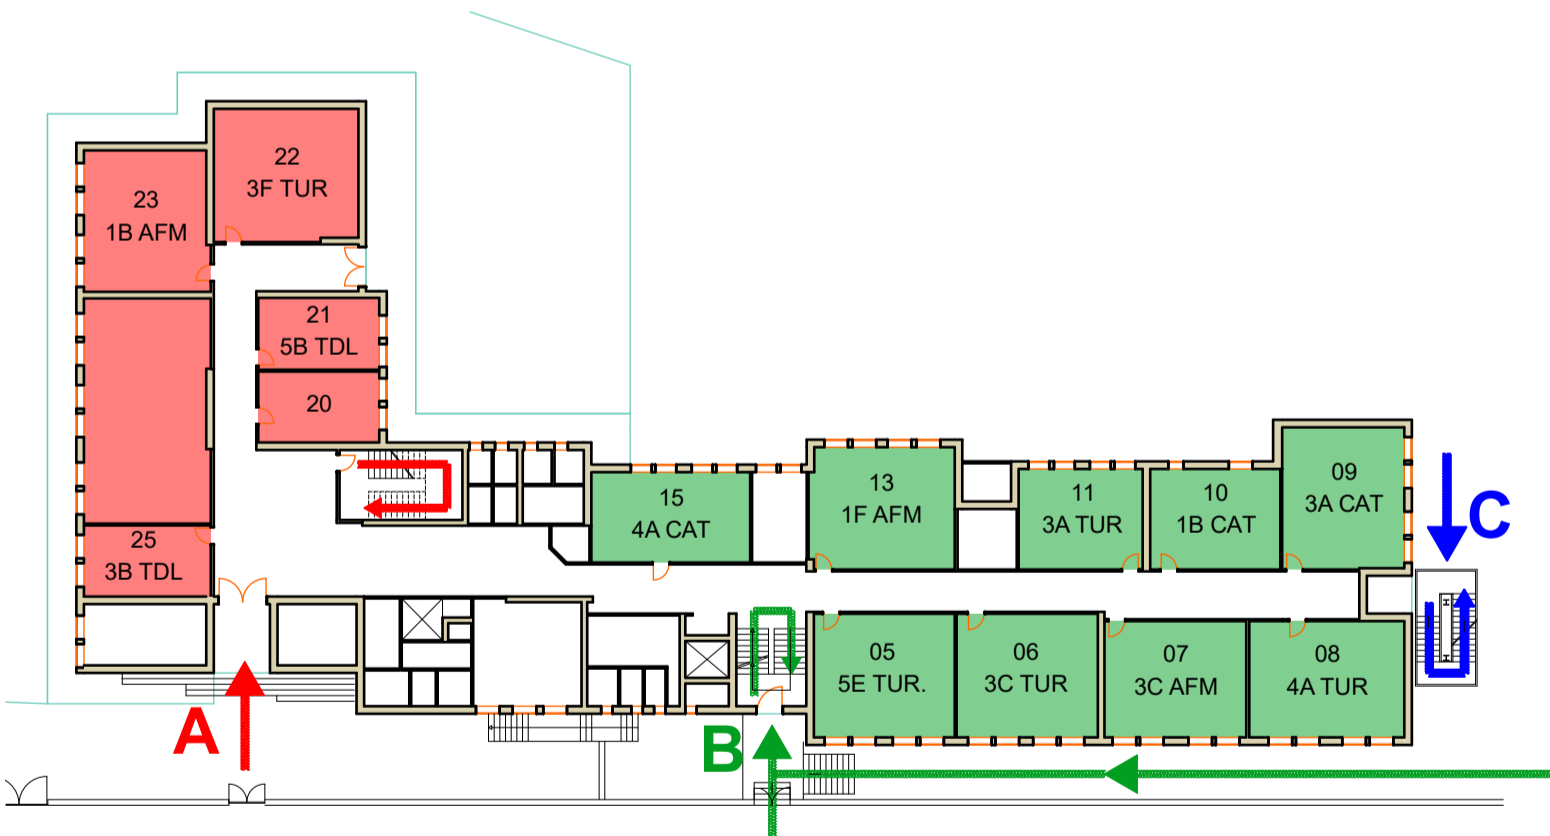 22
3F TUR
23
1B AFM
21
5B TDL
20
25
3B TDL
15
4A CAT
13
1F AFM
11
3A TUR
10
1B CAT
09
3A CAT
C
05
5E TUR.
06
3C TUR
07
3C AFM
08
4A TUR
A
B